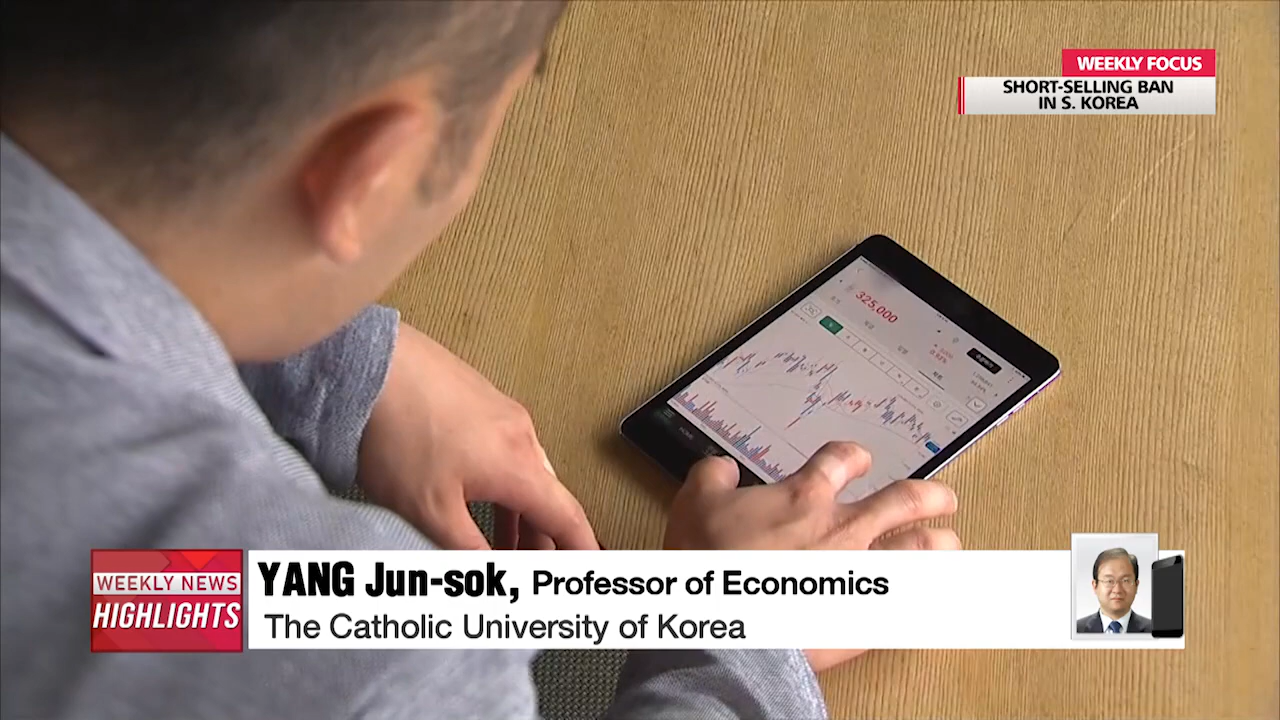 WEEKLY FOCUS
SHORT-SELLING BAN
IN S. KOREA
325,000
WEEKLY NEWS
HIGHLIGHTS
YANG Jun-sok, Professor of Economics
The Catholic University of Korea